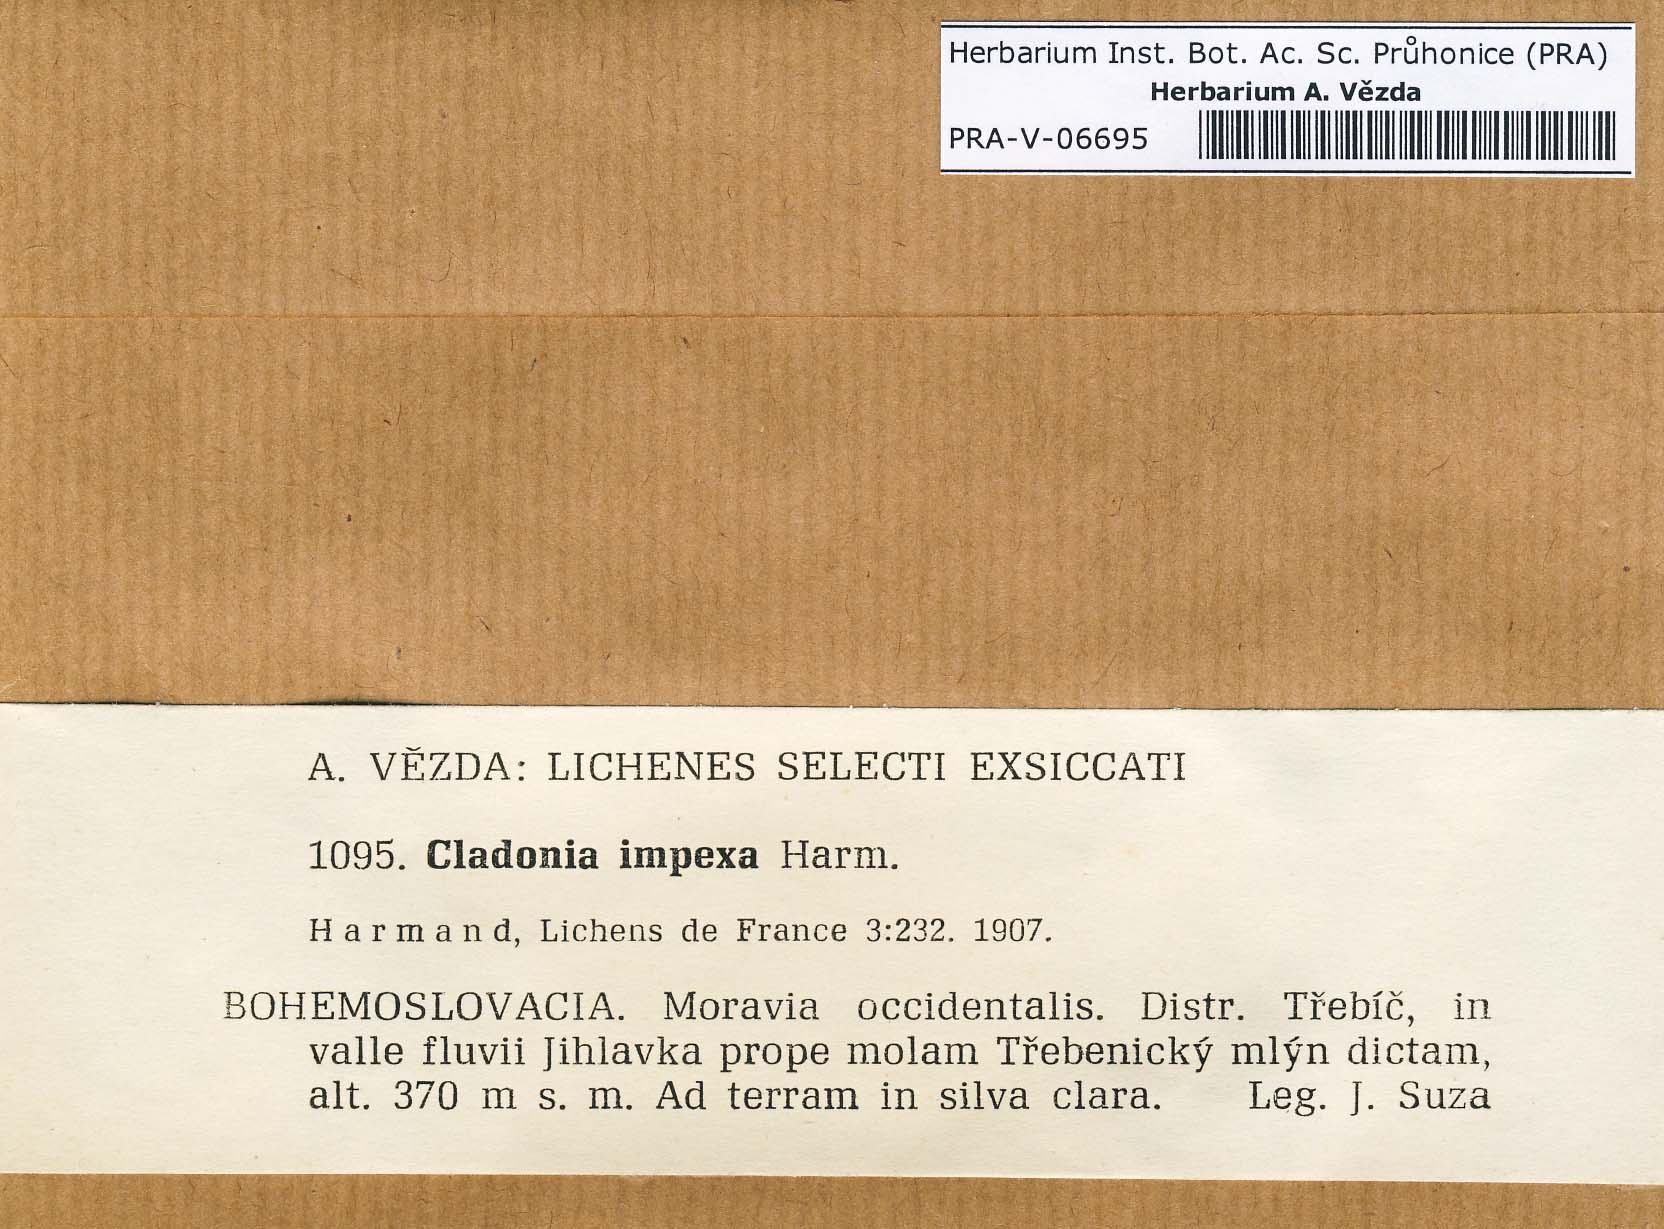 Herbarium Inst. Bot. Ac. Sc. Průhonice (PRA)
Herbarium A. Vězda
PRA-V-06695
A. VĚZDA: LICHENES SELECTI EXSICCATI
1095. Cladonia impexa Harm.
Harmand, Lichens de France 3:232. 1907.
BOHEMOSLOVACIA. Moravia occidentalis. Distr. Třebíč, in
valle fluvii Jihlavka prope molam Třebenický mlýn dictam,
alt. 370 m s. m. Ad terram in silva clara. Leg. J. Suza